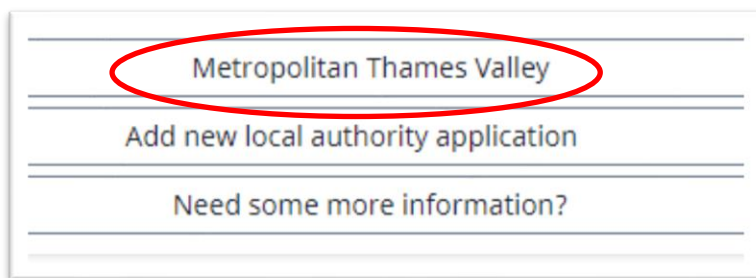 Metropolitan Thames Valley
Add new local authority application
Need some more information?